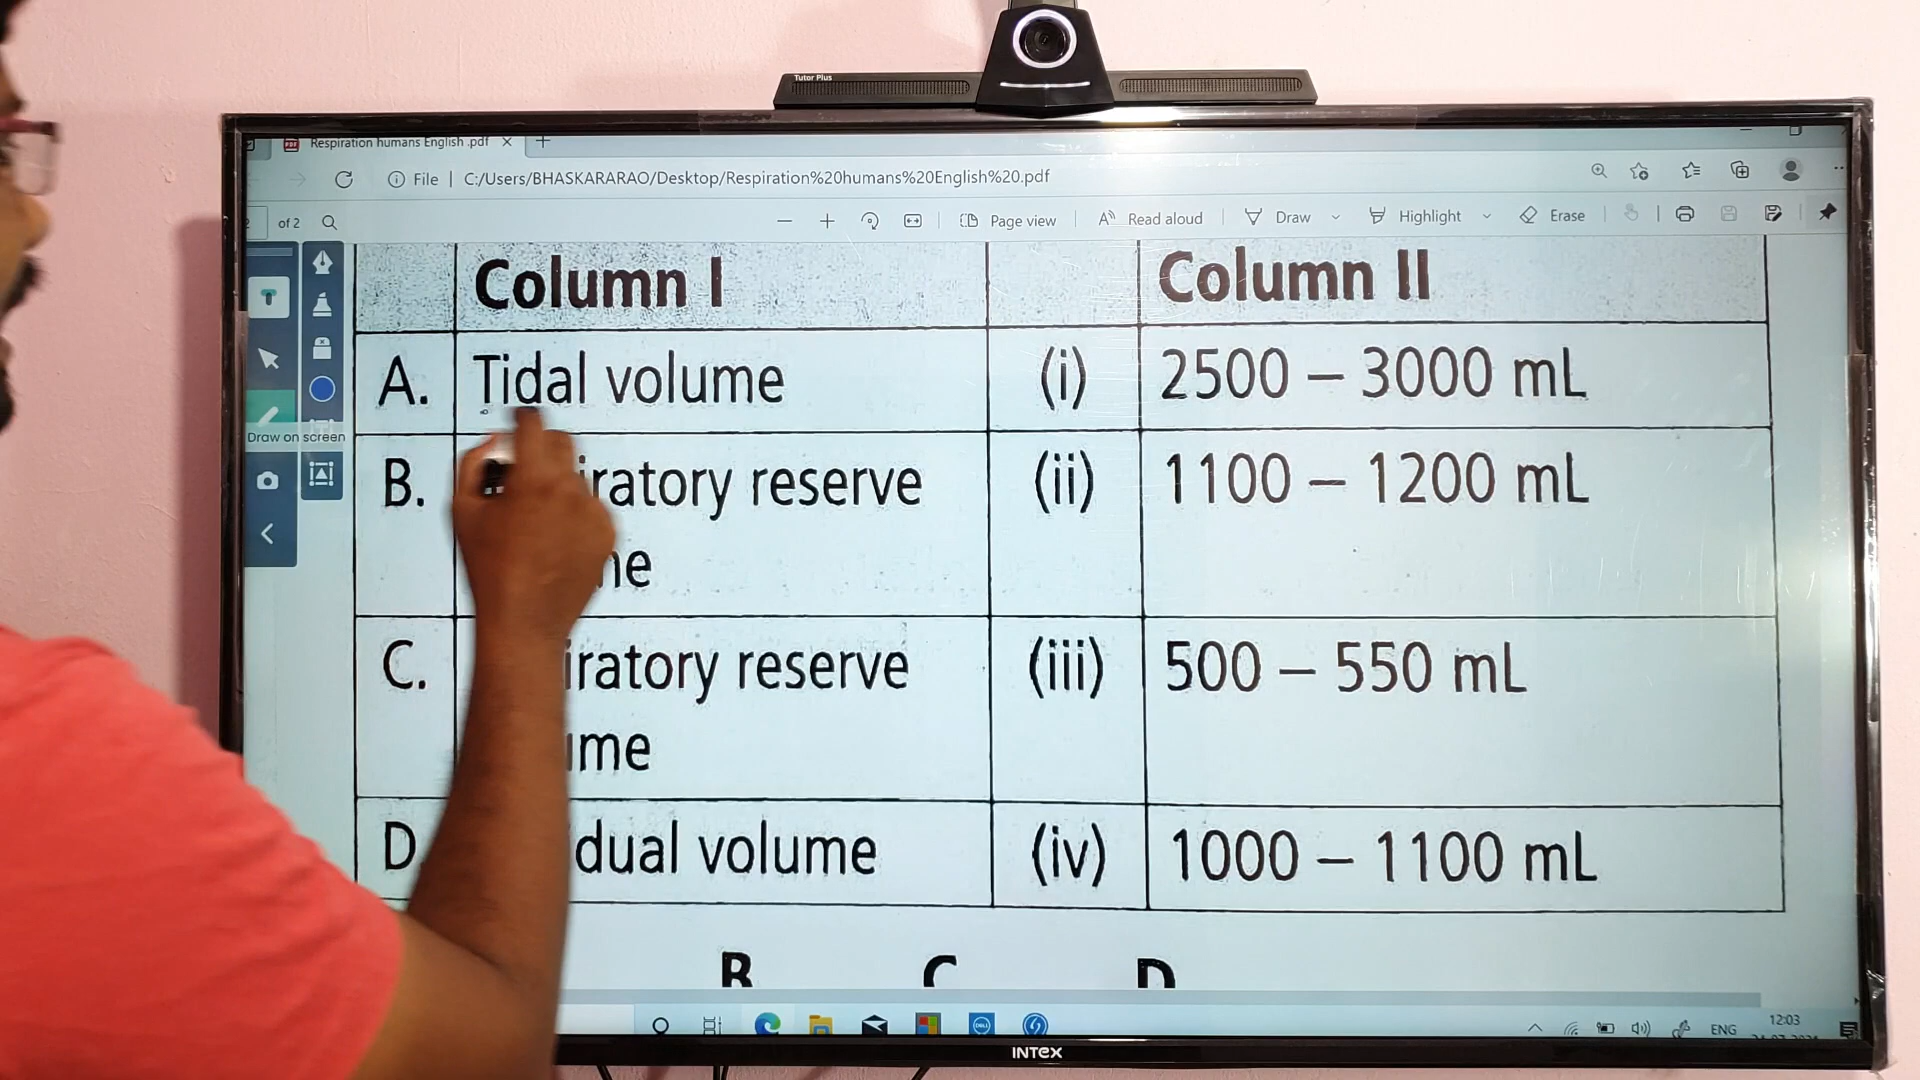 Tutor Plus
Respiration humans English .pdf
File | C:/Users/BHASKARARAO/Desktop/Respiration%20humans%20English%20.pdf
of 2
Page view
Read aloud
Draw
Highlight
Erase
Draw on screen
Column I Column II
A. Tidal volume (i) 2500 – 3000 mL
B. iratory reserve (ii) 1100 – 1200 mL
C. iratory reserve (iii) 500 – 550 mL
ume
D. dual volume (iv) 1000 – 1100 mL
B C D
ENG
12:03
INTEX